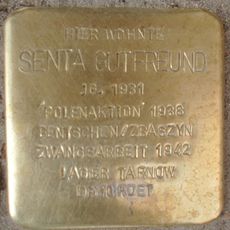 HIER WOHNTE
SENTA GUTFREUND
JG. 1931
"POLENAKTION" 1938
BENTSCHEN/ZBASZYN
ZWANGSARBEIT 1942
LAGER TARNOW
ERMORDET